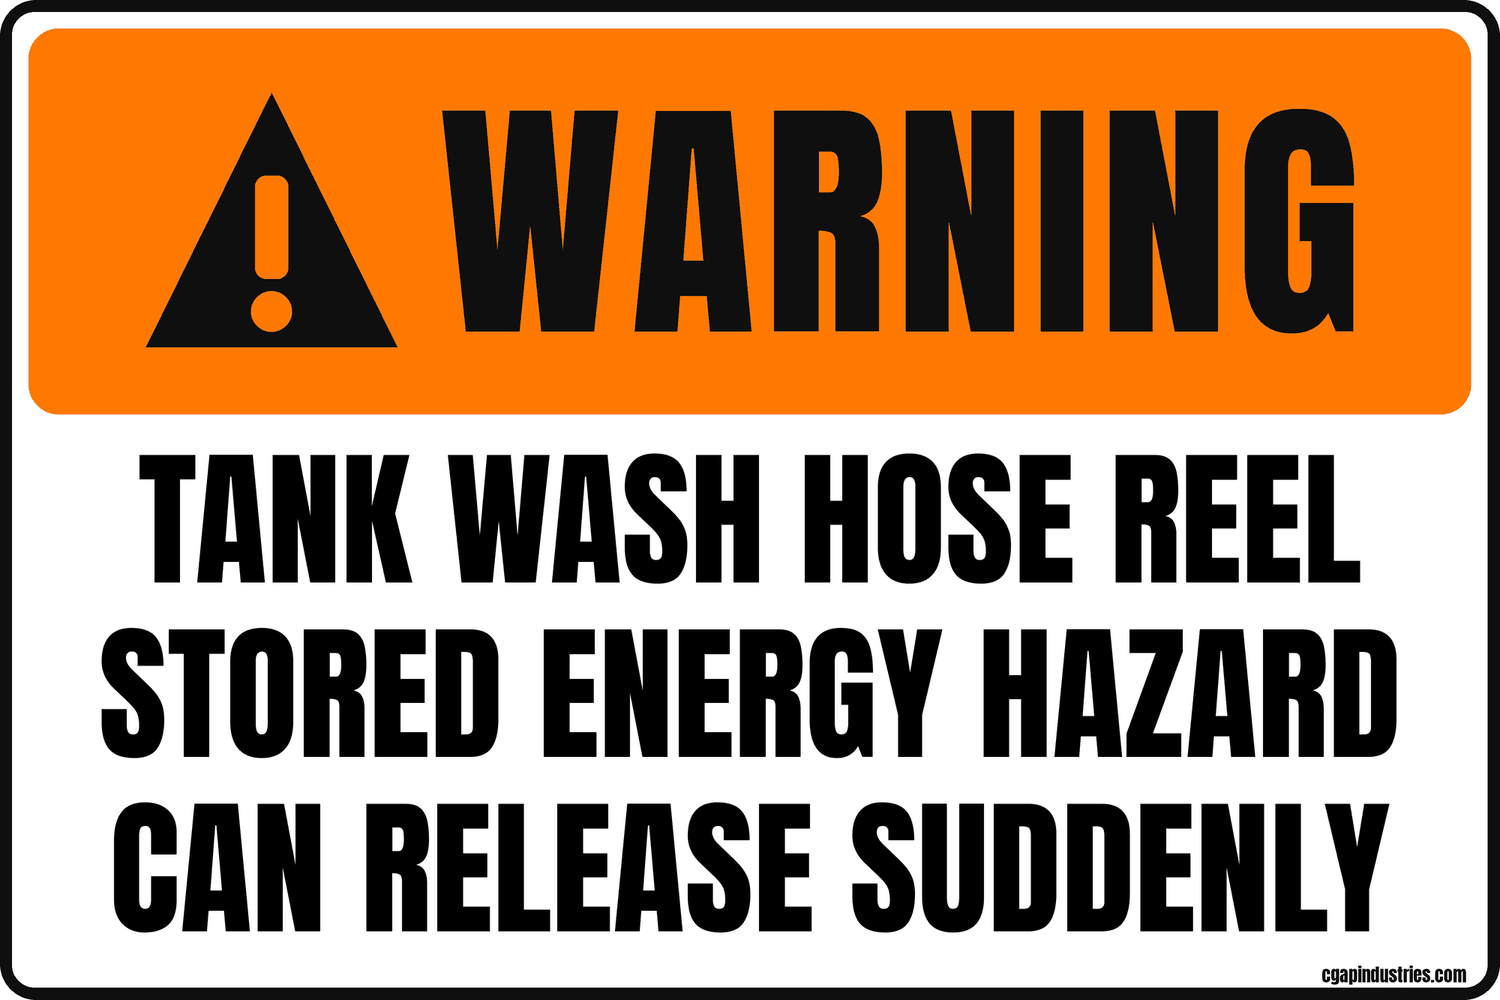 WARNING
TANK WASH HOSE REEL
STORED ENERGY HAZARD
CAN RELEASE SUDDENLY
cgapindustries.com